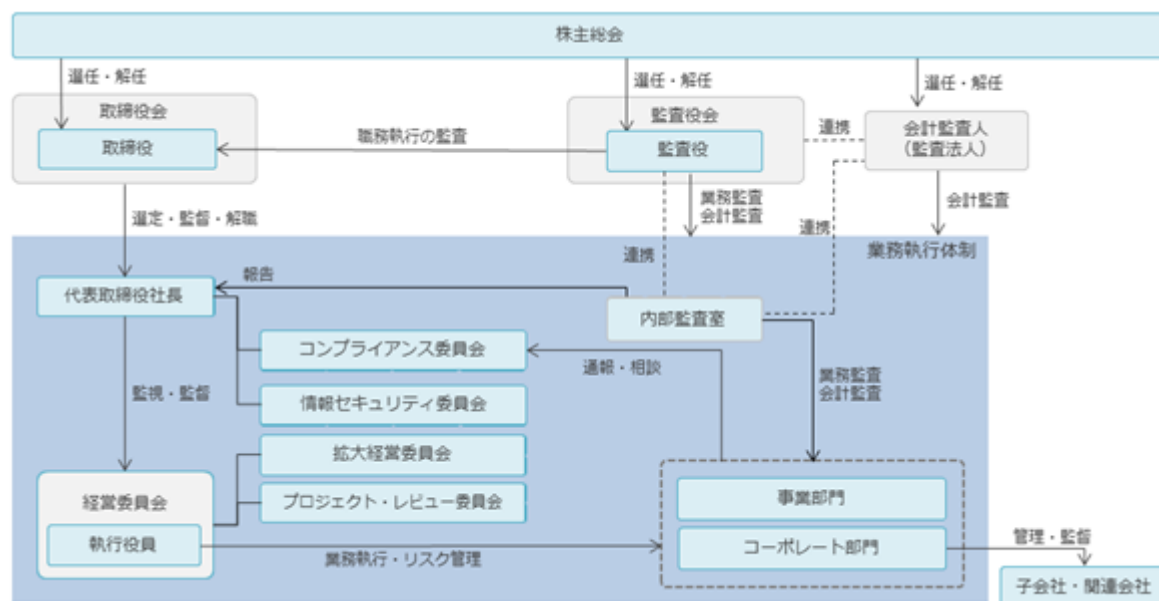 株主総会
選任・解任
選任・解任
選任・解任
取締役会
取締役
職務執行の監査
監査役会
監査役
連携
会計監査人
(監査法人)
選定・監督・解職
業務監査
会計監査
会計監査
連携
連携
業務執行体制
報告
代表取締役社長
内部監査室
コンプライアンス委員会
通報・相談
業務監査
会計監査
監視・監督
情報セキュリティ委員会
拡大経営委員会
経営委員会
プロジェクト・レビュー委員会
事業部門
執行役員
業務執行・リスク管理
コーポレート部門
管理・監督
子会社・関連会社